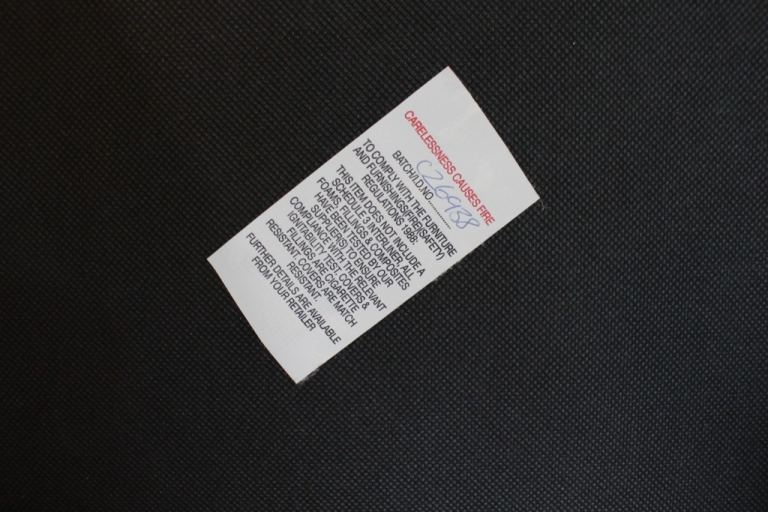 CARELESSNESS CAUSES FIRE
BATCH/I.D.NO. C26938
TO COMPLY WITH THE FURNITURE
AND FURNISHINGS(FIRE)(SAFETY)
REGULATIONS 1988:
THIS ITEM DOES NOT INCLUDE A
SCHEDULE 3 INTERLINER, ALL
FOAMS, FILLINGS & COMPOSITES
HAVE BEEN TESTED BY OUR
SUPPLIER(S) TO ENSURE
COMPLIANCE WITH THE RELEVANT
IGNITABILITY TEST. COVERS &
FILLINGS ARE CIGARETTE
RESISTANT. COVERS ARE MATCH
RESISTANT.
FURTHER DETAILS ARE AVAILABLE
FROM YOUR RETAILER